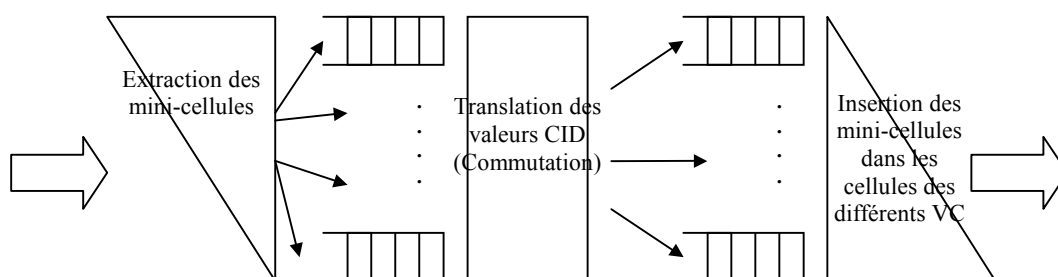 Extraction des
mini-cellules
Translation des
valeurs CID
(Commutation)
Insertion des
mini-cellules
dans les
cellules des
différents VC